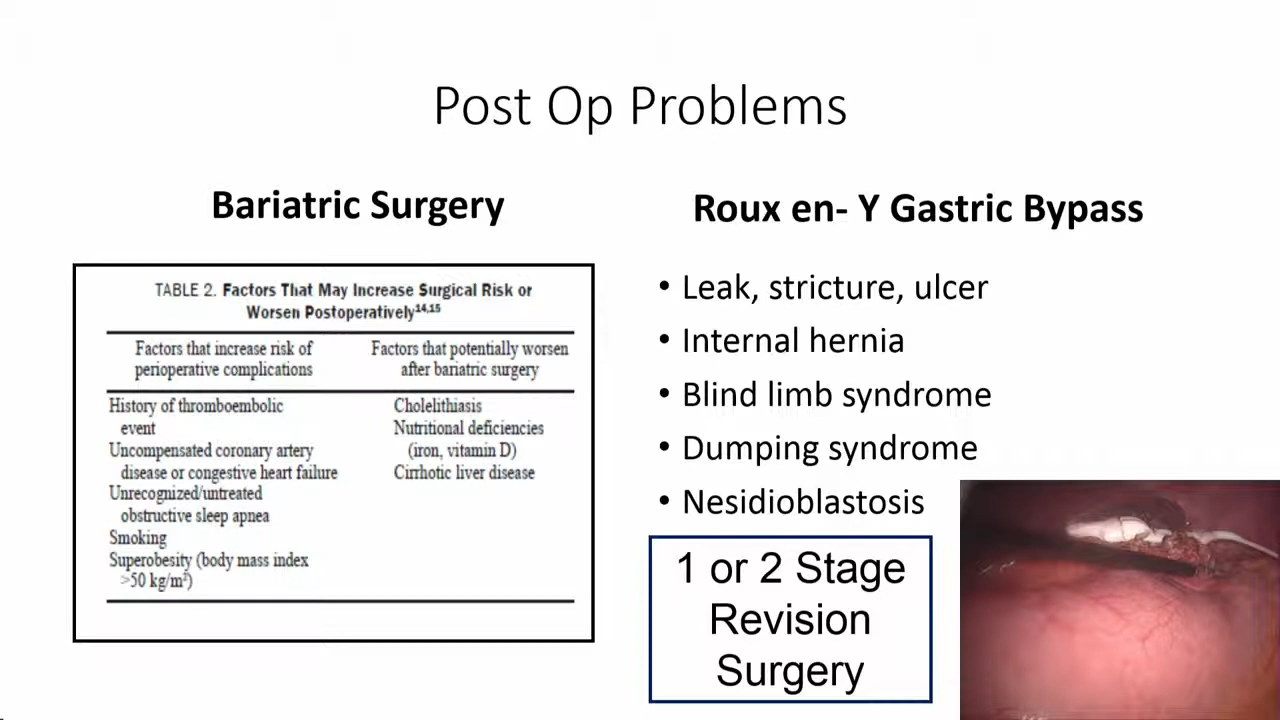 Post Op Problems
Bariatric Surgery
TABLE 2. Factors That May Increase Surgical Risk or
Worsen Postoperatively14,15
Factors that increase risk of
perioperative complications
Factors that potentially worsen
after bariatric surgery
History of thromboembolic
event
Uncompensated coronary artery
disease or congestive heart failure
Unrecognized/untreated
obstructive sleep apnea
Smoking
Superobesity (body mass index
>50 kg/m²)
Cholelithiasis
Nutritional deficiencies
(iron, vitamin D)
Cirrhotic liver disease
Roux en- Y Gastric Bypass
• Leak, stricture, ulcer
• Internal hernia
• Blind limb syndrome
• Dumping syndrome
• Nesidioblastosis
1 or 2 Stage
Revision
Surgery